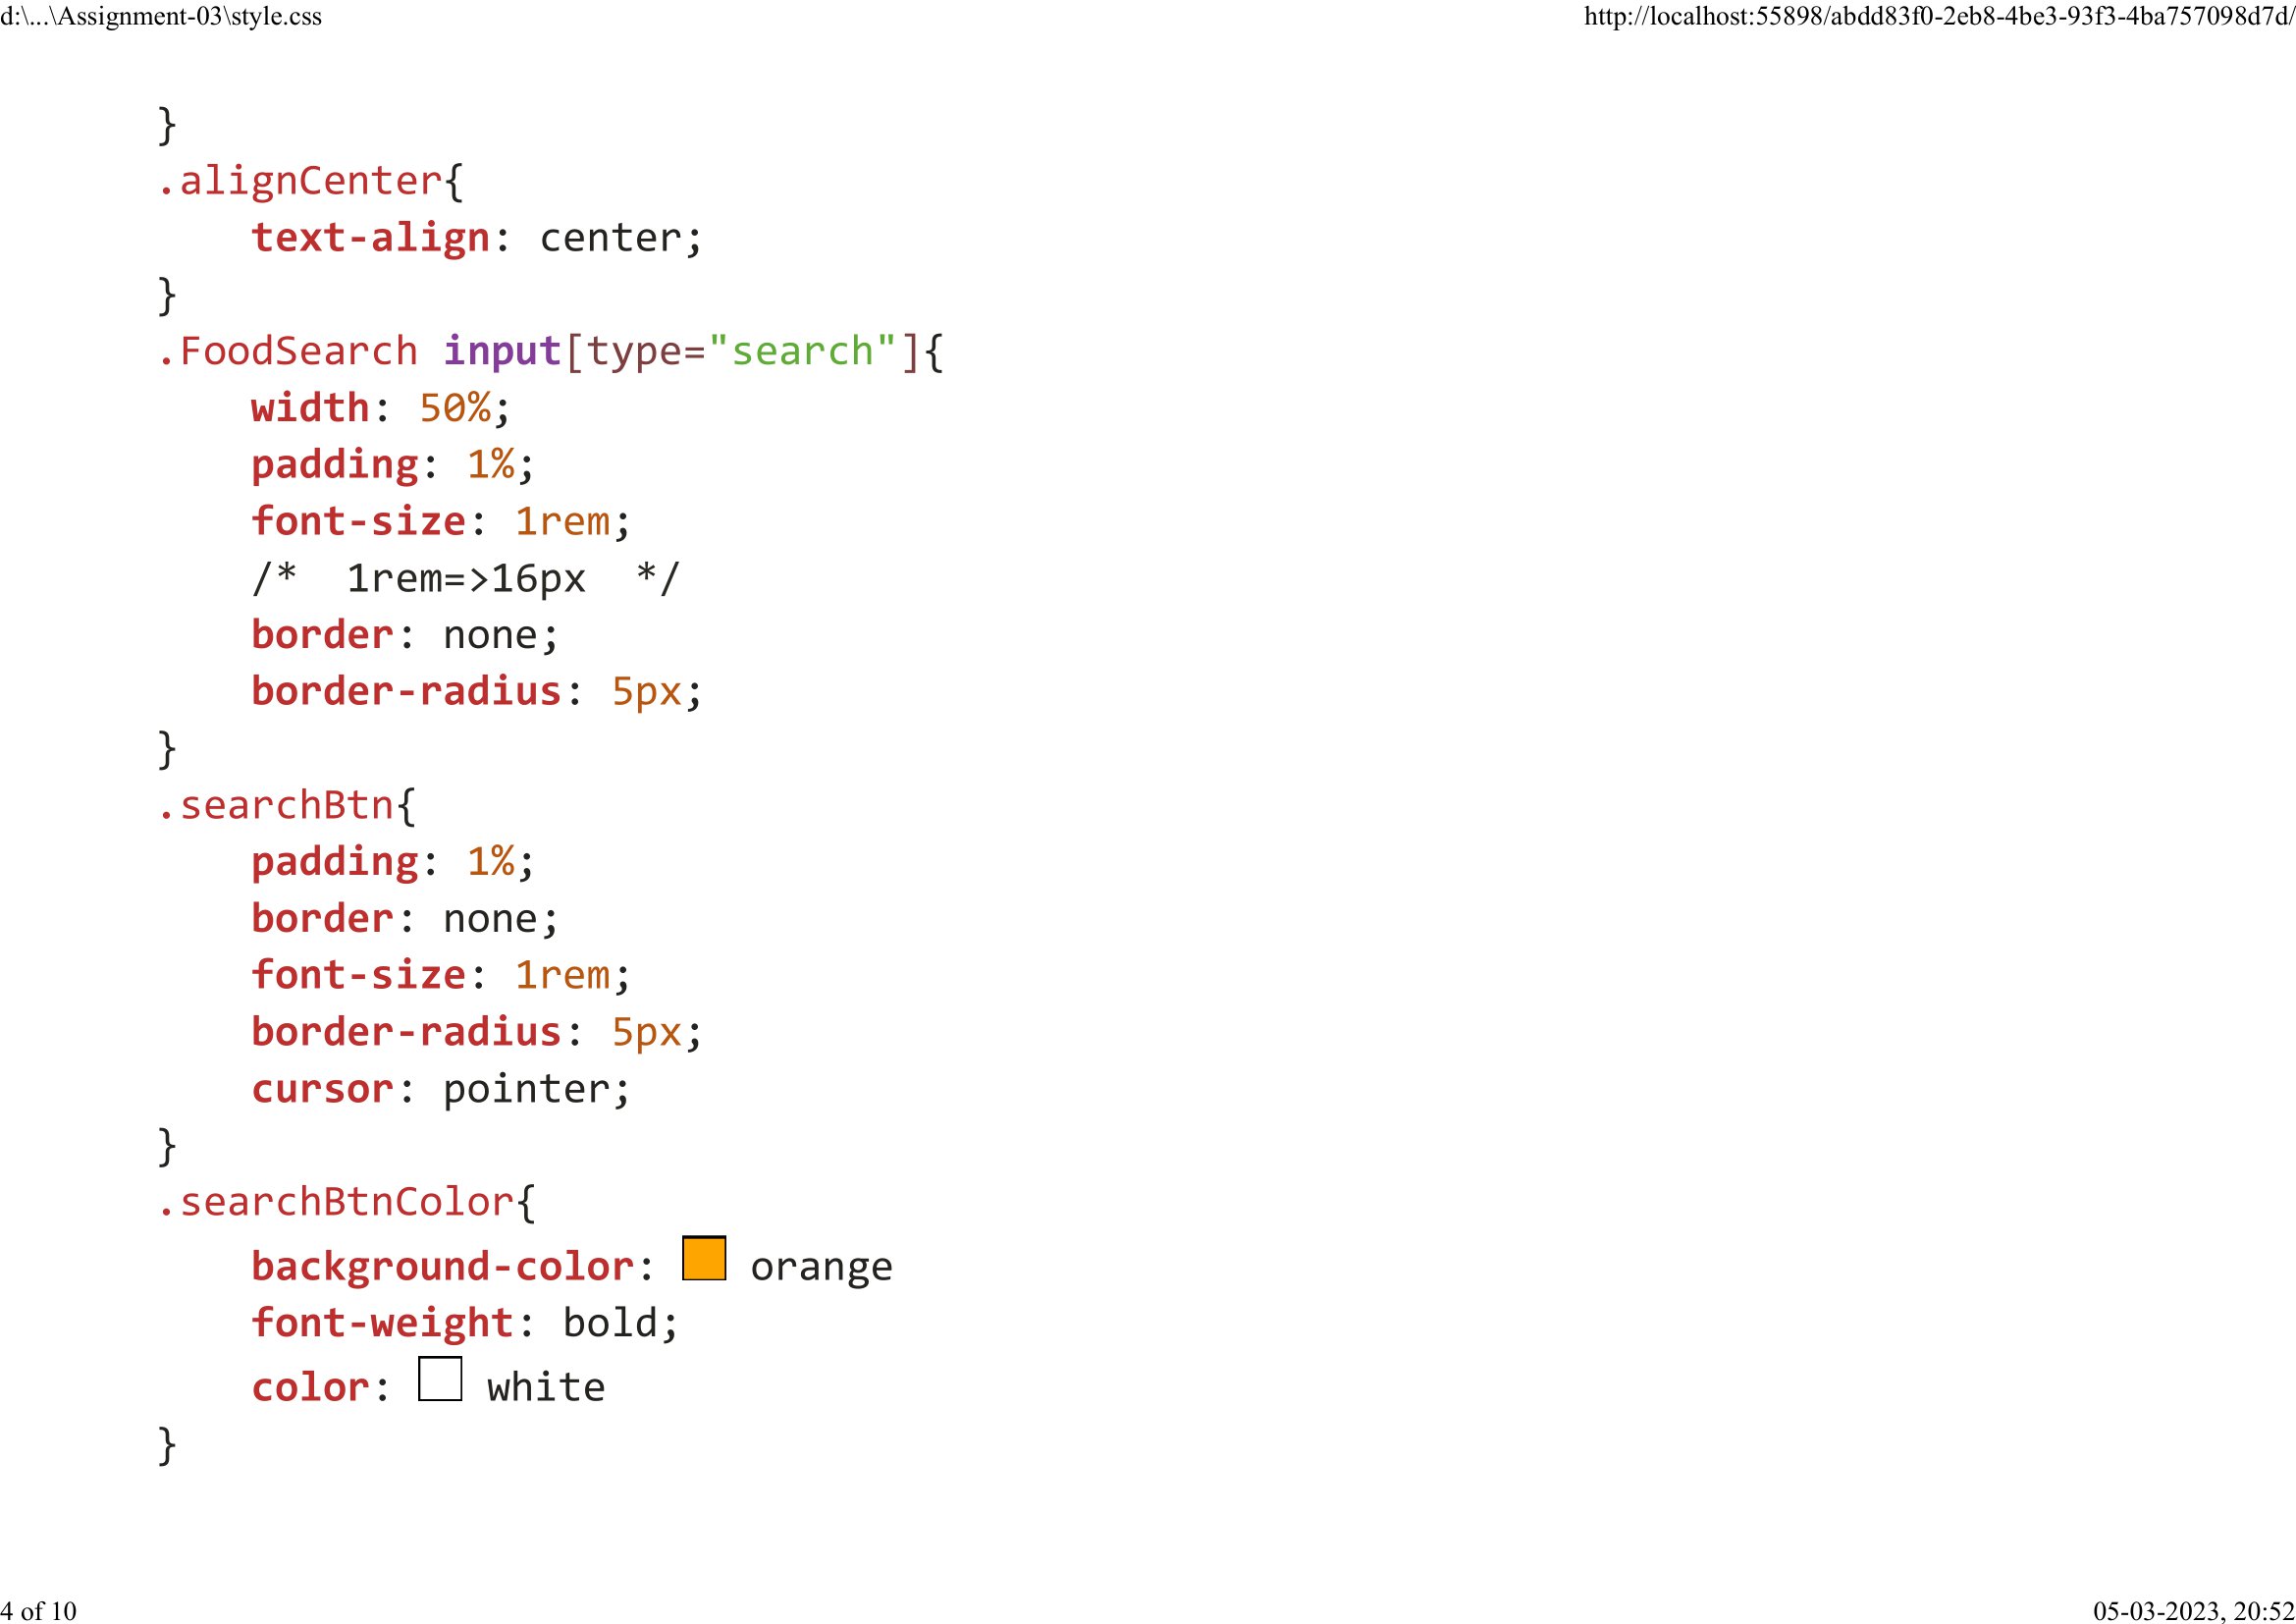 d:\...\Assignment-03\style.css http://localhost:55898/abdd83f0-2eb8-4be3-93f3-4ba757098d7d/
}
.alignCenter{
    text-align: center;
}
.FoodSearch input[type="search"]{
    width: 50%;
    padding: 1%;
    font-size: 1rem;
    /*  1rem=>16px  */
    border: none;
    border-radius: 5px;
}
.searchBtn{
    padding: 1%;
    border: none;
    font-size: 1rem;
    border-radius: 5px;
    cursor: pointer;
}
.searchBtnColor{
    background-color: orange
    font-weight: bold;
    color: white
}
4 of 10 05-03-2023, 20:52